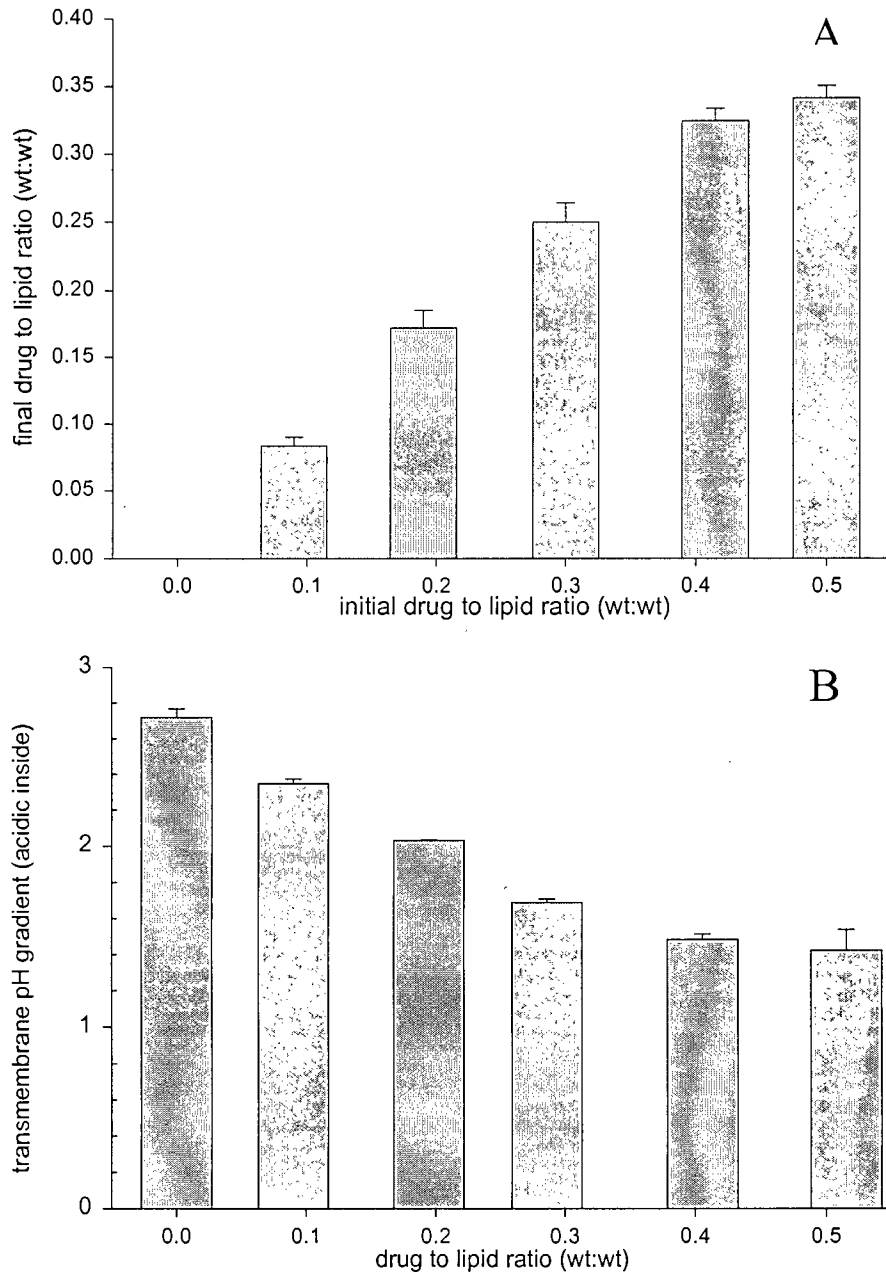 A
0.40
0.35
0.30
0.25
0.20
0.15
0.10
0.05
0.00
final drug to lipid ratio (wt:wt)
0.0 0.1 0.2 0.3 0.4 0.5
initial drug to lipid ratio (wt:wt)
B
3
2
1
0
transmembrane pH gradient (acidic inside)
0.0 0.1 0.2 0.3 0.4 0.5
drug to lipid ratio (wt:wt)